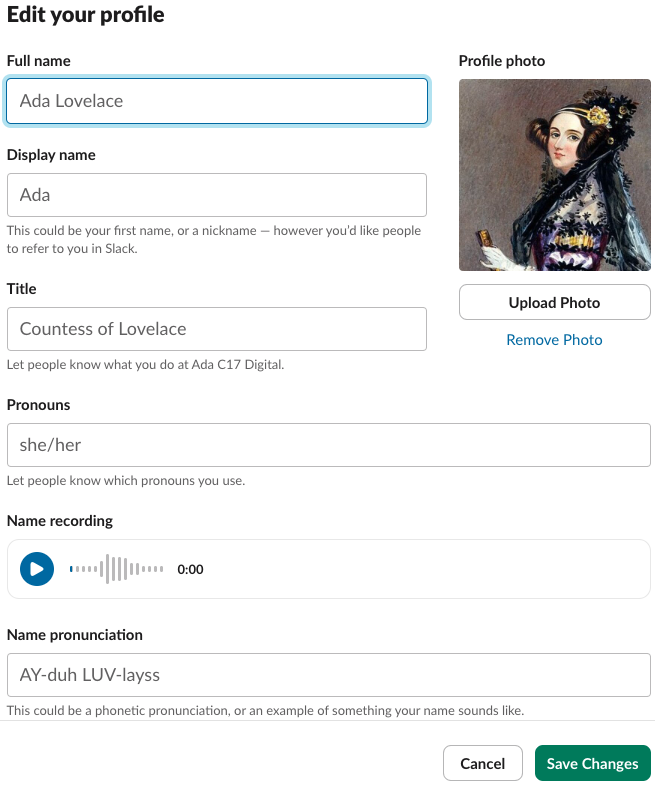 Edit your profile
Full name
Ada Lovelace
Display name
Ada
This could be your first name, or a nickname — however you’d like people
to refer to you in Slack.
Title
Countess of Lovelace
Let people know what you do at Ada C17 Digital.
Profile photo
Upload Photo
Remove Photo
Pronouns
she/her
Let people know which pronouns you use.
Name recording
0:00
Name pronunciation
AY-duh LUV-layss
This could be a phonetic pronunciation, or an example of something your name sounds like.
Cancel
Save Changes